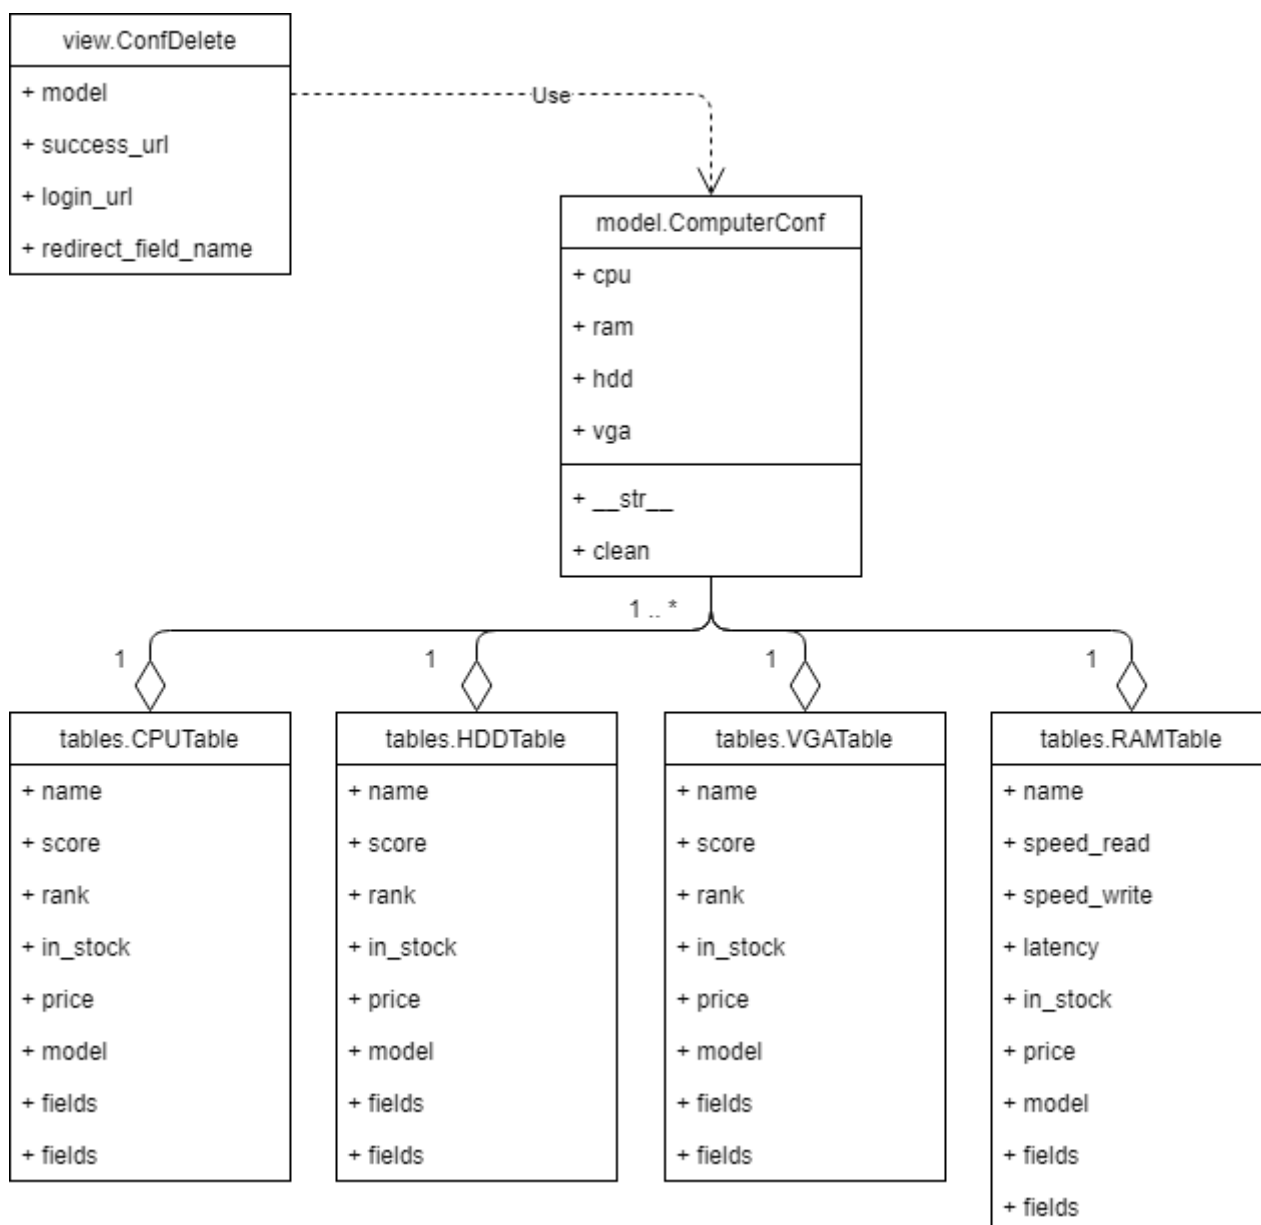 view.ConfDelete
+ model
+ success_url
+ login_url
+ redirect_field_name
Use
model.ComputerConf
+ cpu
+ ram
+ hdd
+ vga
+ __str__
+ clean
1 .. *
1
1
1
1
tables.CPUTable
+ name
+ score
+ rank
+ in_stock
+ price
+ model
+ fields
+ fields
tables.HDDTable
+ name
+ score
+ rank
+ in_stock
+ price
+ model
+ fields
+ fields
tables.VGATable
+ name
+ score
+ rank
+ in_stock
+ price
+ model
+ fields
+ fields
tables.RAMTable
+ name
+ speed_read
+ speed_write
+ latency
+ in_stock
+ price
+ model
+ fields
+ fields